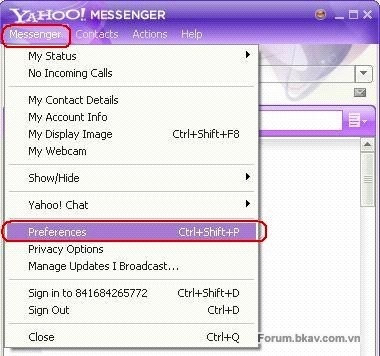 YAHOO! MESSENGER
Messenger Contacts Actions Help
My Status
No Incoming Calls
My Contact Details
My Account Info
My Display Image Ctrl+Shift+F8
My Webcam
Show/Hide
Yahoo! Chat
Preferences Ctrl+Shift+P
Privacy Options
Manage Updates I Broadcast...
Sign in to 841684265772 Ctrl+Shift+D
Sign Out Ctrl+D
Close Ctrl+Q
Forum.bkav.com.vn